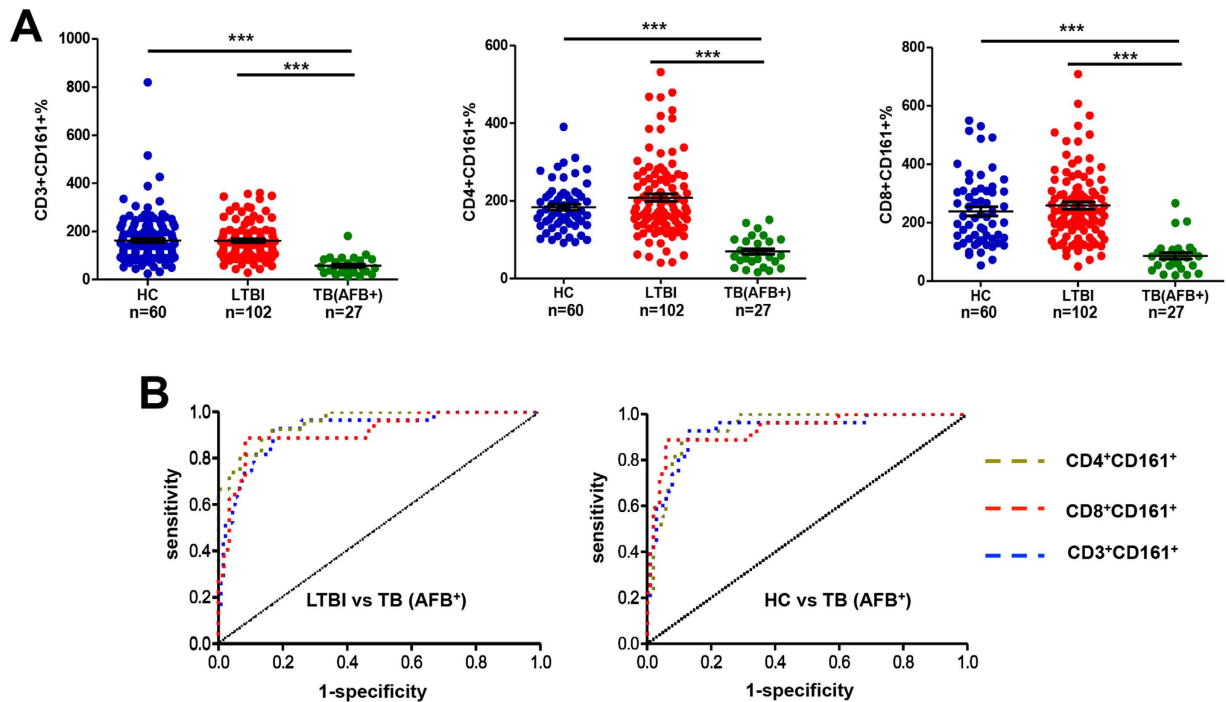 A
CD3+CD161+%
1000
800
600
400
200
0
***
***
HC
n=60
LTBI
n=102
TB(AFB+)
n=27
CD4+CD161+%
600
400
200
0
***
***
HC
n=60
LTBI
n=102
TB(AFB+)
n=27
CD8+CD161+%
800
600
400
200
0
***
***
HC
n=60
LTBI
n=102
TB(AFB+)
n=27
B
sensitivity
1.0
0.8
0.6
0.4
0.2
0.0
LTBI vs TB (AFB⁺)
0.0 0.2 0.4 0.6 0.8 1.0
1-specificity
sensitivity
1.0
0.8
0.6
0.4
0.2
0.0
HC vs TB (AFB⁺)
0.0 0.2 0.4 0.6 0.8 1.0
1-specificity
CD4⁺CD161⁺
CD8⁺CD161⁺
CD3⁺CD161⁺